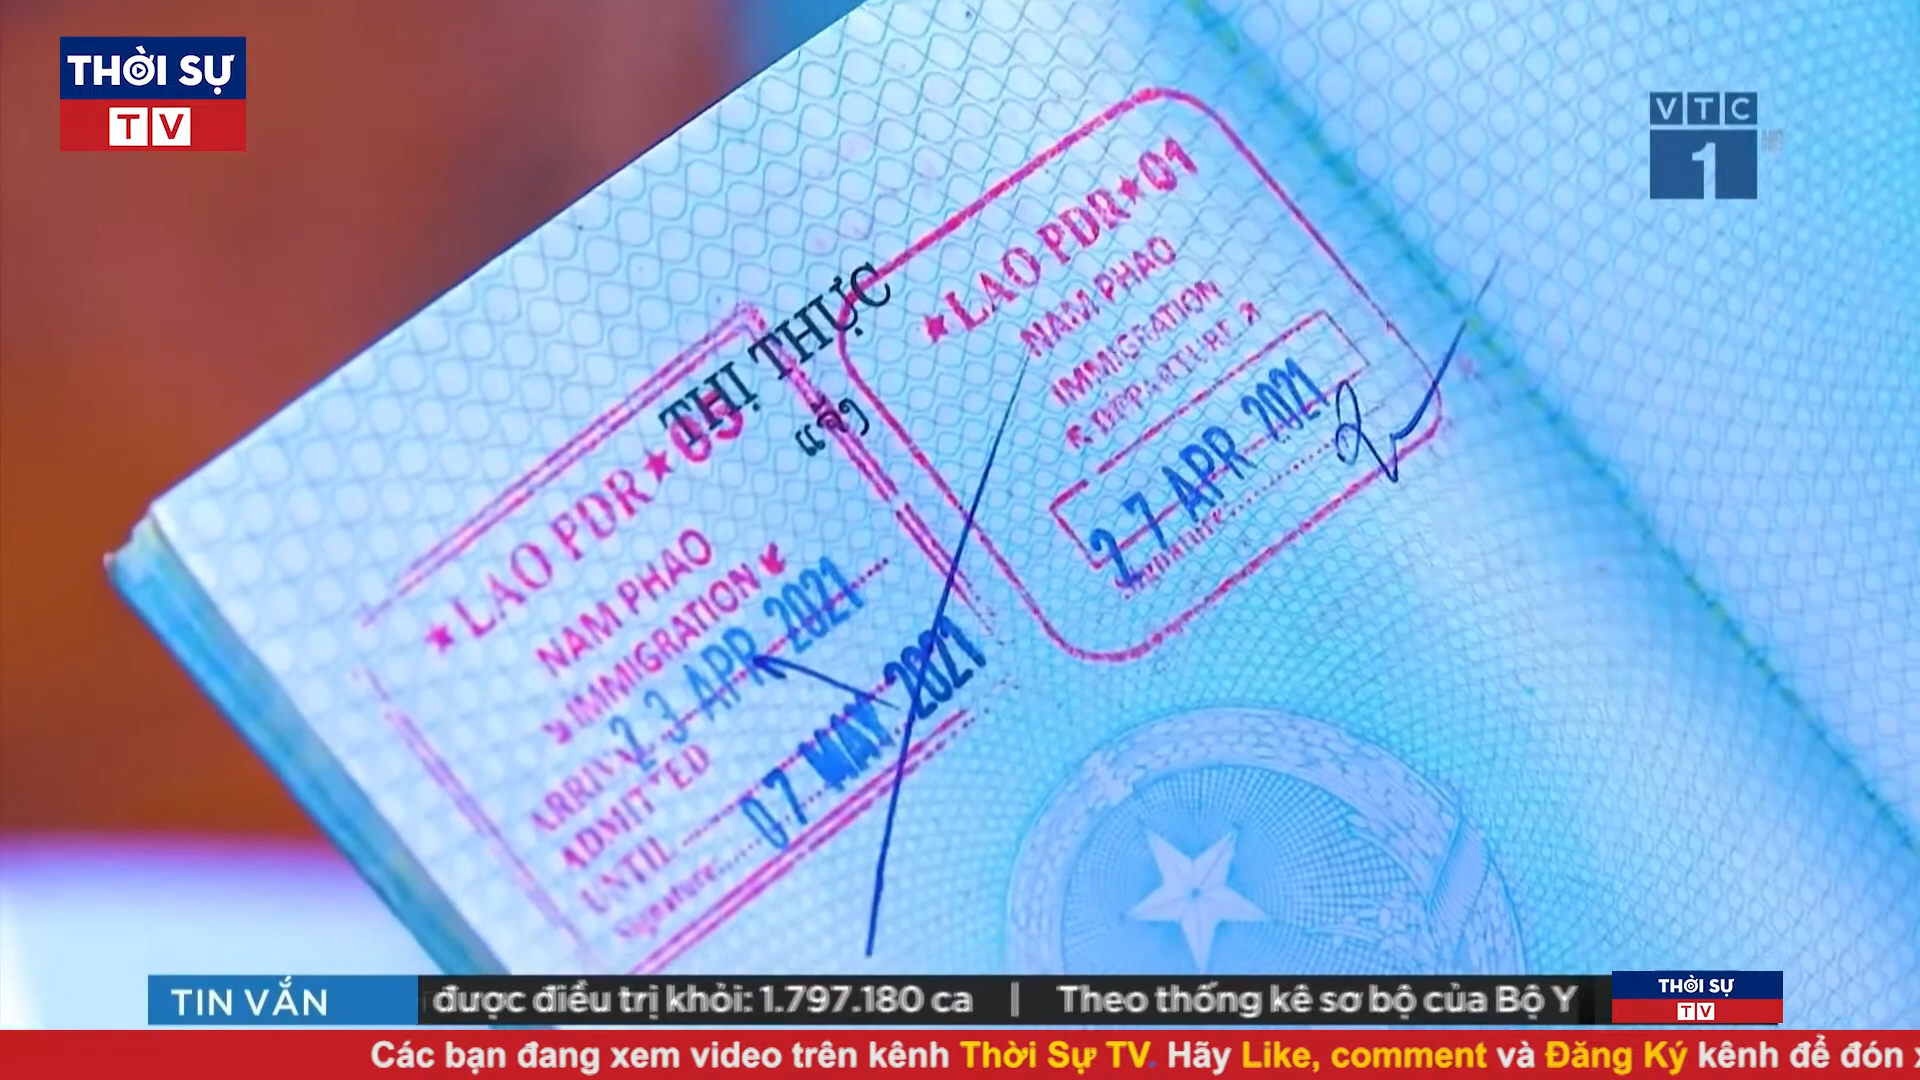 THỜI SỰ
TV
VTC
1
THỊ THỰC
★LAO PDR★01
NAM PHAO
IMMIGRATION
DEPARTURE
27 APR 2021
Signature
★LAO PDR★05
NAM PHAO
IMMIGRATION
ARRIVAL 23 APR 2021
ADMITTED
UNTIL 07 MAY 2021
Signature
TIN VẮN
được điều trị khỏi: 1.797.180 ca | Theo thống kê sơ bộ của Bộ Y
THỜI SỰ
TV
Các bạn đang xem video trên kênh Thời Sự TV. Hãy Like, comment và Đăng Ký kênh để đón